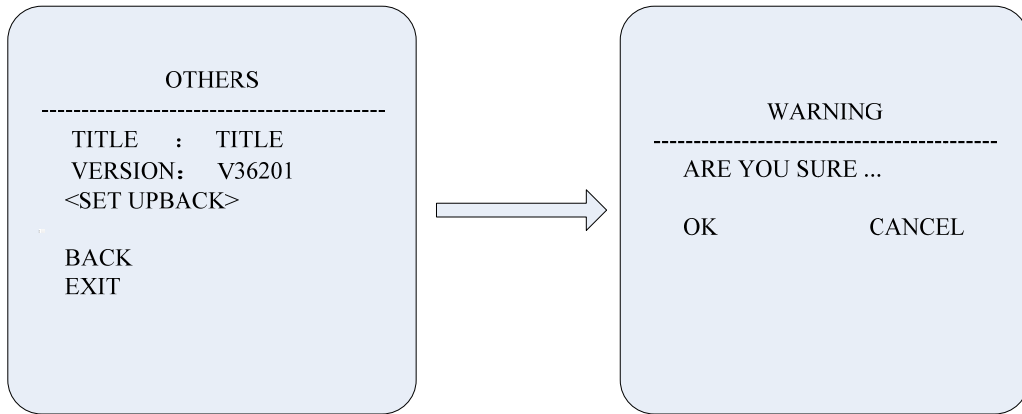 OTHERS
TITLE : TITLE
VERSION： V36201
<SET UPBACK>
BACK
EXIT
WARNING
ARE YOU SURE ...
OK CANCEL